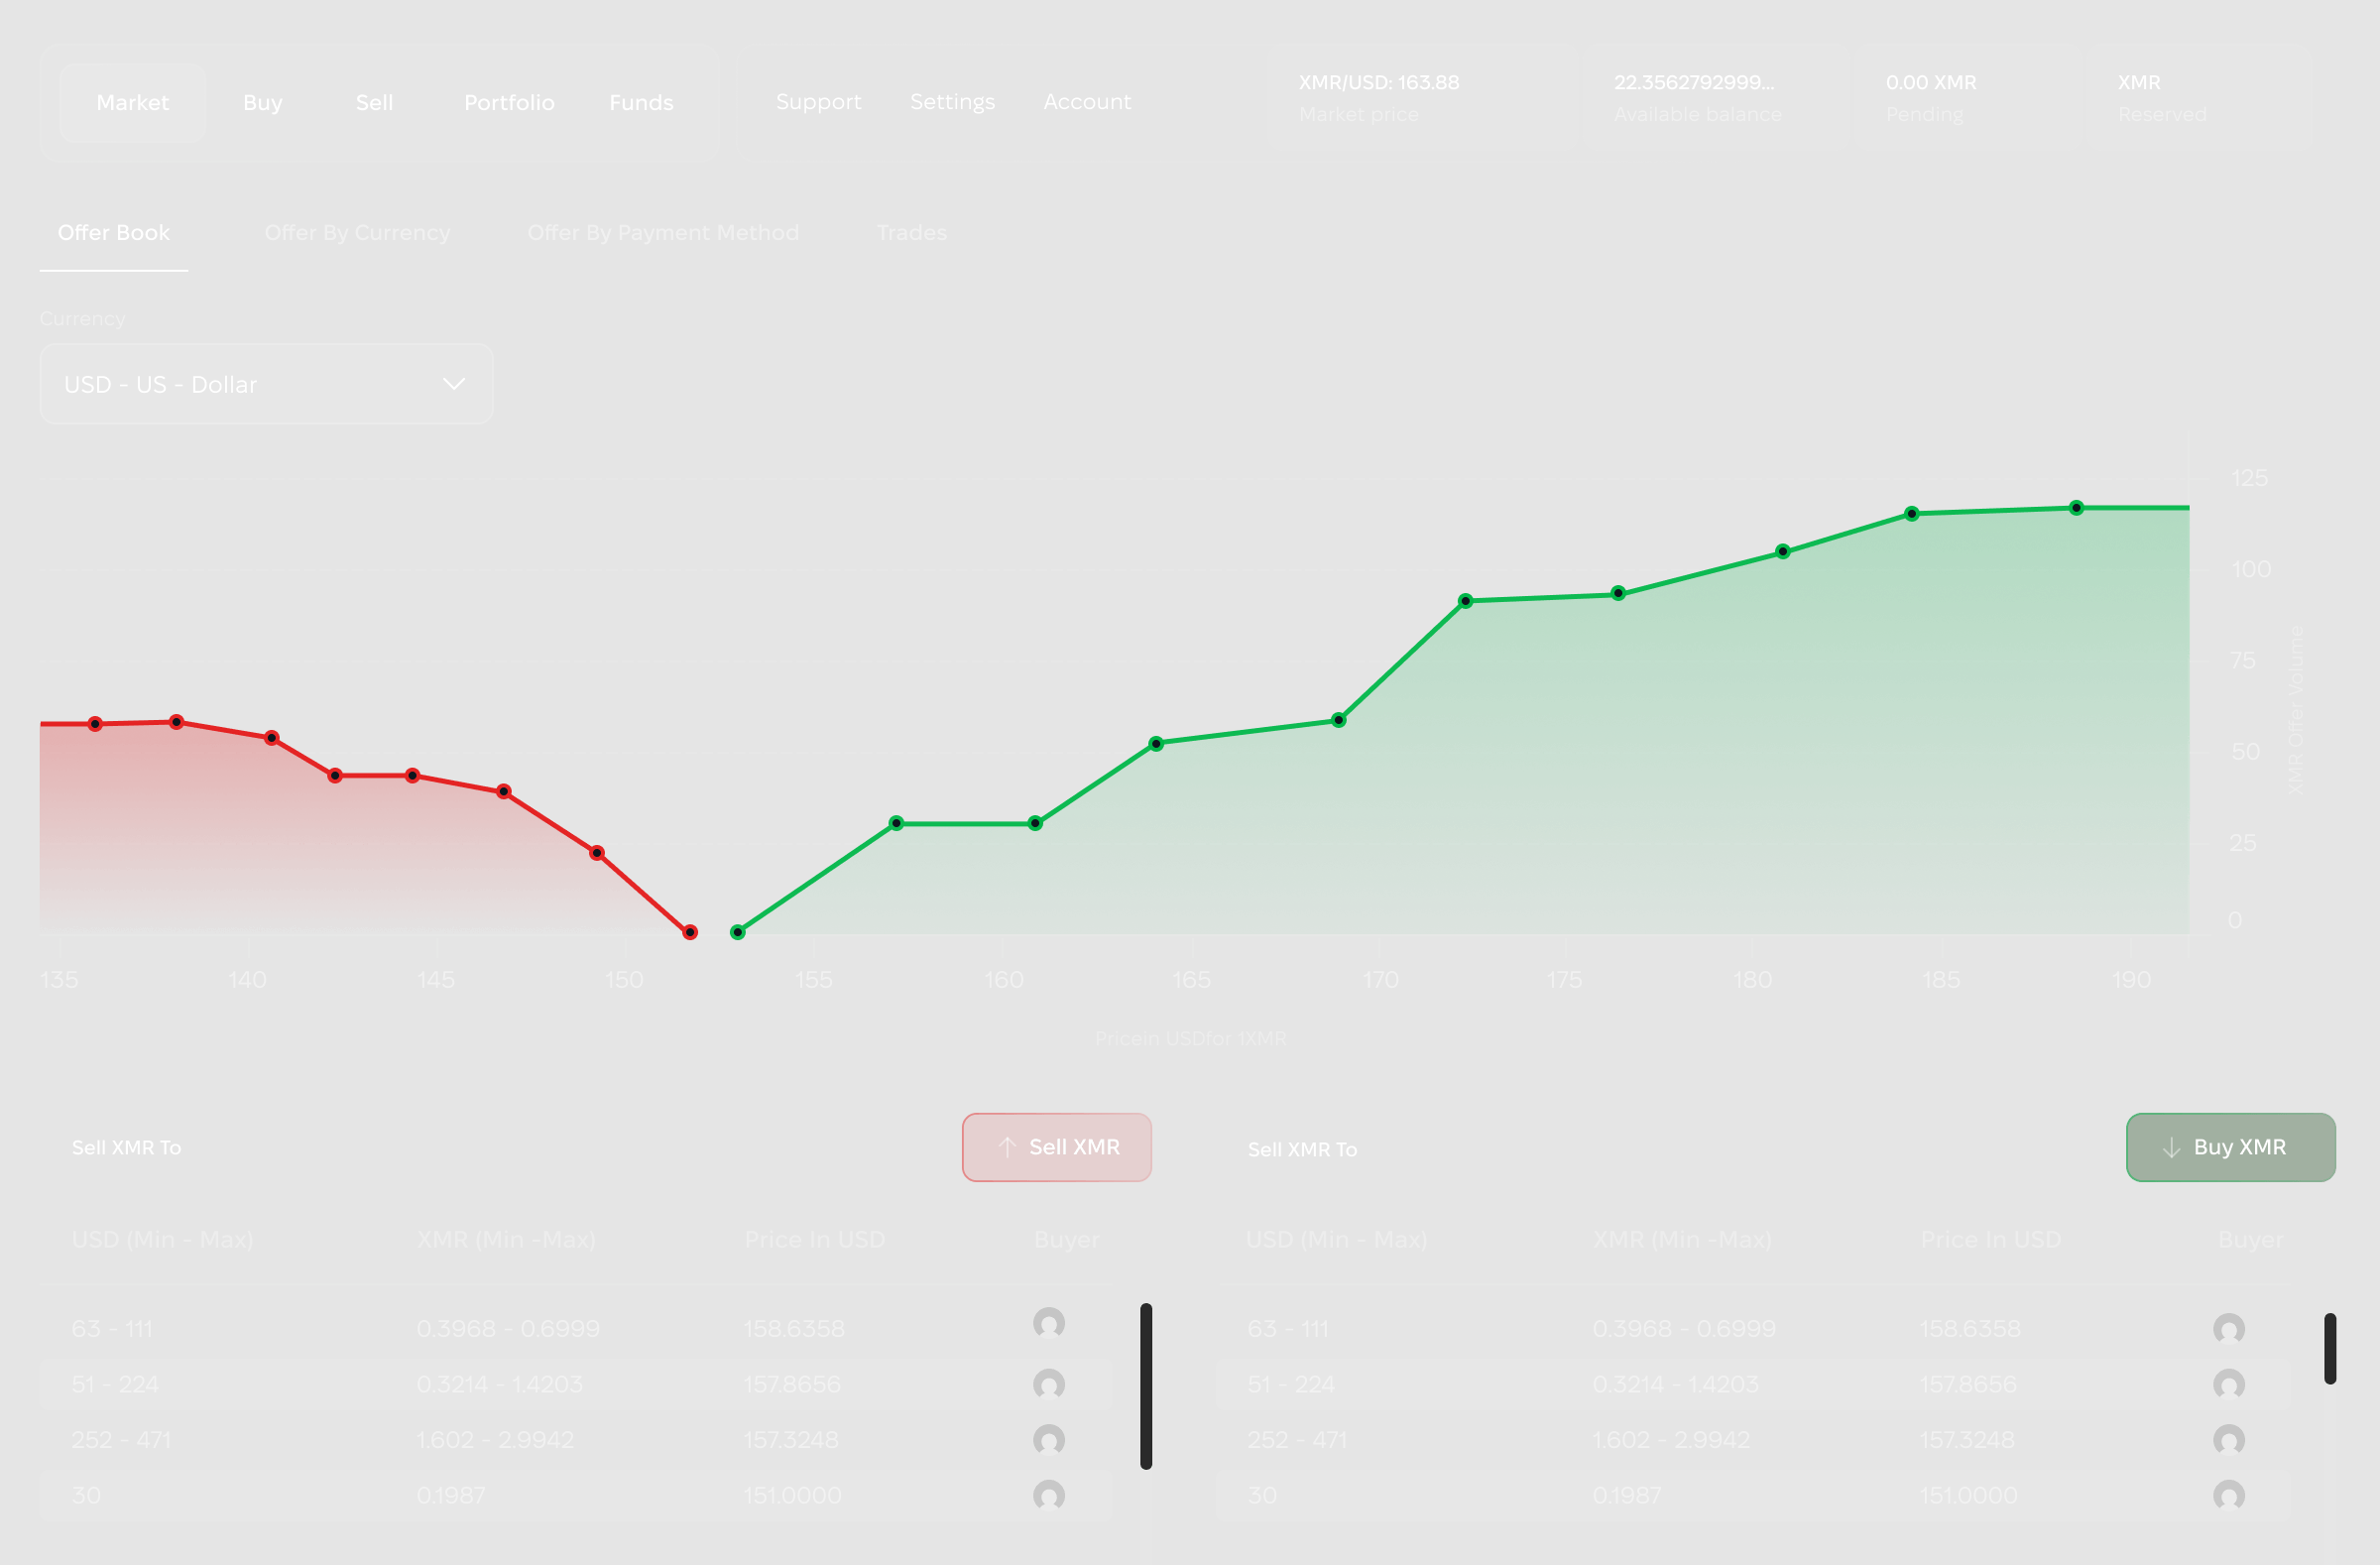 Market Buy Sell Portfolio Funds Support Settings Account
XMR/USD: 163.88
Market price
22.3562792999...
Available balance
0.00 XMR
Pending
XMR
Reserved
Offer Book Offer By Currency Offer By Payment Method Trades
Currency
USD - US - Dollar
125
100
75
50
25
0
XMR Offer Volume
135 140 145 150 155 160 165 170 175 180 185 190
Pricein USDfor 1XMR
Sell XMR To
Sell XMR
USD (Min - Max) XMR (Min -Max) Price In USD Buyer
63 - 111 0.3968 - 0.6999 158.6358
51 - 224 0.3214 - 1.4203 157.8656
252 - 471 1.602 - 2.9942 157.3248
30 0.1987 151.0000
Sell XMR To
Buy XMR
USD (Min - Max) XMR (Min -Max) Price In USD Buyer
63 - 111 0.3968 - 0.6999 158.6358
51 - 224 0.3214 - 1.4203 157.8656
252 - 471 1.602 - 2.9942 157.3248
30 0.1987 151.0000